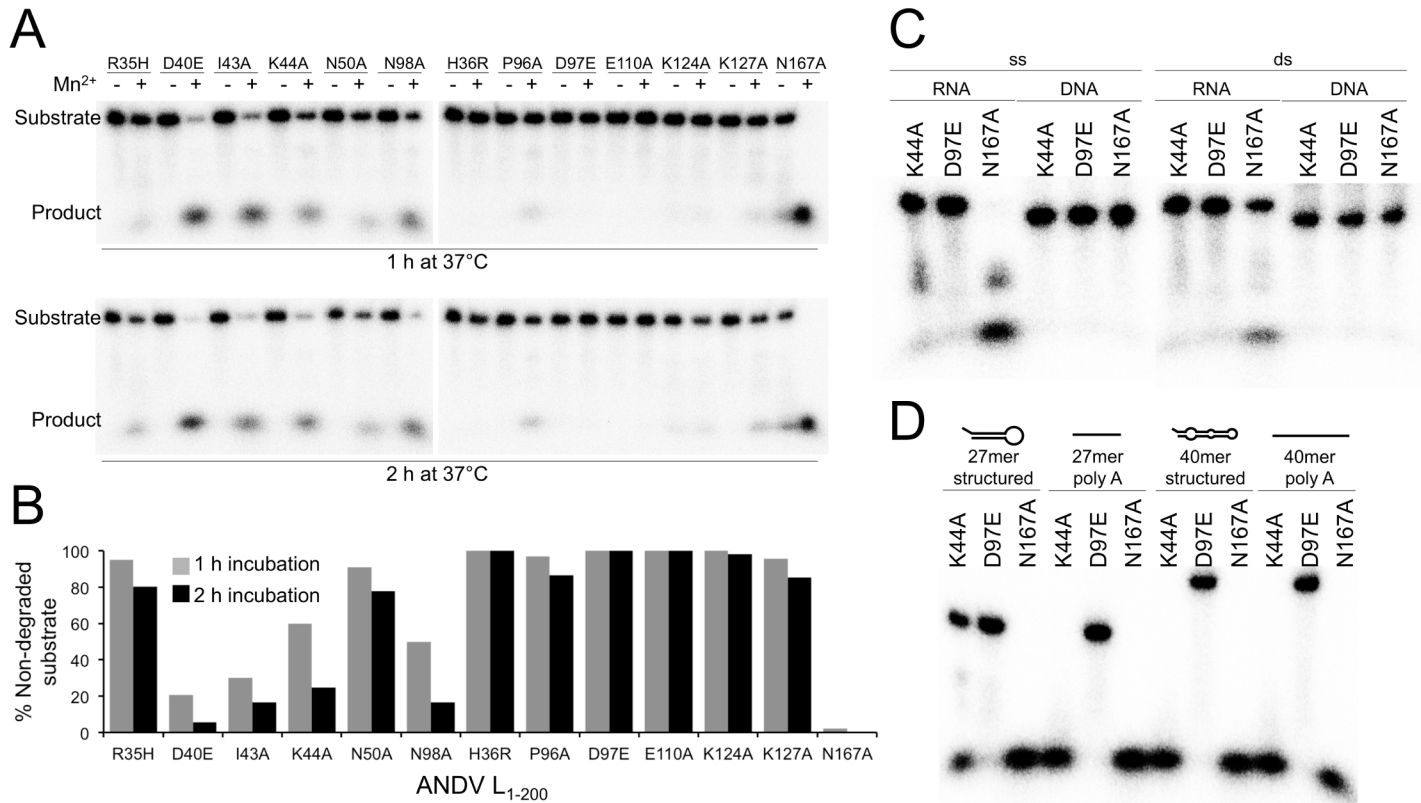 A
R35H D40E I43A K44A N50A N98A H36R P96A D97E E110A K124A K127A N167A
Mn2+ - + - + - + - + - + - + - + - + - + - + - + - + - +
Substrate
Product
1 h at 37°C
Substrate
Product
2 h at 37°C
B
% Non-degraded substrate
100
80
60
40
20
0
1 h incubation
2 h incubation
R35H D40E I43A K44A N50A N98A H36R P96A D97E E110A K124A K127A N167A
ANDV L1-200
C
ss ds
RNA DNA RNA DNA
K44A D97E N167A K44A D97E N167A K44A D97E N167A K44A D97E N167A
D
27mer 27mer 40mer 40mer
structured poly A structured poly A
K44A D97E N167A K44A D97E N167A K44A D97E N167A K44A D97E N167A